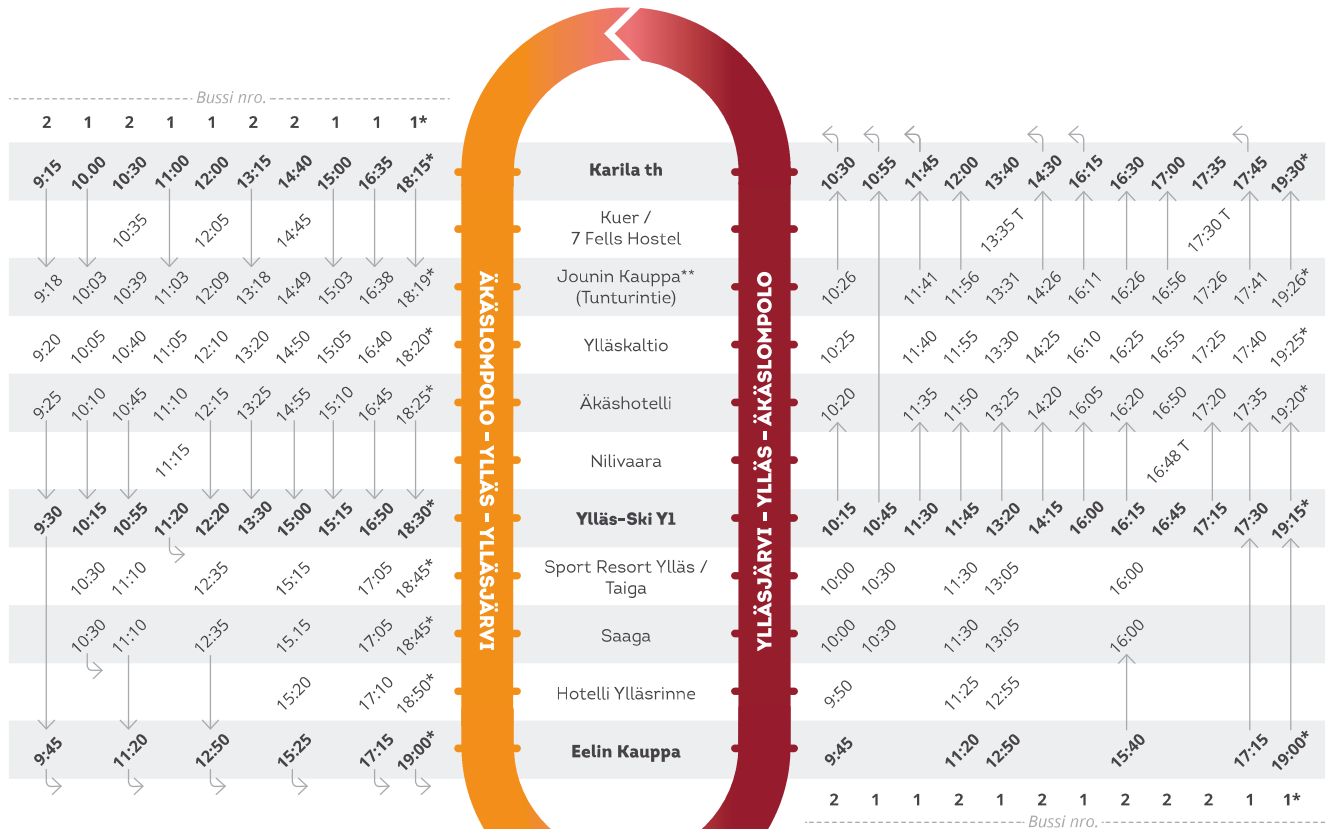 Bussi nro.
2 1 2 1 1 2 2 1 1 1*
9:15 10:00 10:30 11:00 12:00 13:15 14:40 15:00 16:35 18:15* Karila th 10:30 10:55 11:45 12:00 13:40 14:30 16:15 16:30 17:00 17:35 17:45 19:30*
10:35 12:05 14:45 Kuer / 13:35 T 17:30 T
7 Fells Hostel
9:18 10:03 10:39 11:03 12:09 13:18 14:49 15:03 16:38 18:19* Jounin Kauppa** 10:26 11:41 11:56 13:31 14:26 16:11 16:26 16:56 17:26 17:41 19:26*
(Tunturintie)
9:20 10:05 10:40 11:05 12:10 13:20 14:50 15:05 16:40 18:20* Ylläskaltio 10:25 11:40 11:55 13:30 14:25 16:10 16:25 16:55 17:25 17:40 19:25*
9:25 10:10 10:45 11:10 12:15 13:25 14:55 15:10 16:45 18:25* Äkäshotelli 10:20 11:35 11:50 13:25 14:20 16:05 16:20 16:50 17:20 17:35 19:20*
11:15 Nilivaara 16:48 T
9:30 10:15 10:55 11:20 12:20 13:30 15:00 15:15 16:50 18:30* Ylläs-Ski Y1 10:15 10:45 11:30 11:45 13:20 14:15 16:00 16:15 16:45 17:15 17:30 19:15*
10:30 11:10 12:35 15:15 17:05 18:45* Sport Resort Ylläs / 10:00 10:30 11:30 13:05 16:00
Taiga
10:30 11:10 12:35 15:15 17:05 18:45* Saaga 10:00 10:30 11:30 13:05 16:00
15:20 17:10 18:50* Hotelli Ylläsrinne 9:50 11:25 12:55
9:45 11:20 12:50 15:25 17:15 19:00* Eelin Kauppa 9:45 11:20 12:50 15:40 17:15 19:00*
ÄKÄSLOMPOLO – YLLÄS – YLLÄSJÄRVI
YLLÄSJÄRVI – YLLÄS – ÄKÄSLOMPOLO
2 1 1 2 1 2 1 2 2 2 1 1*
Bussi nro.